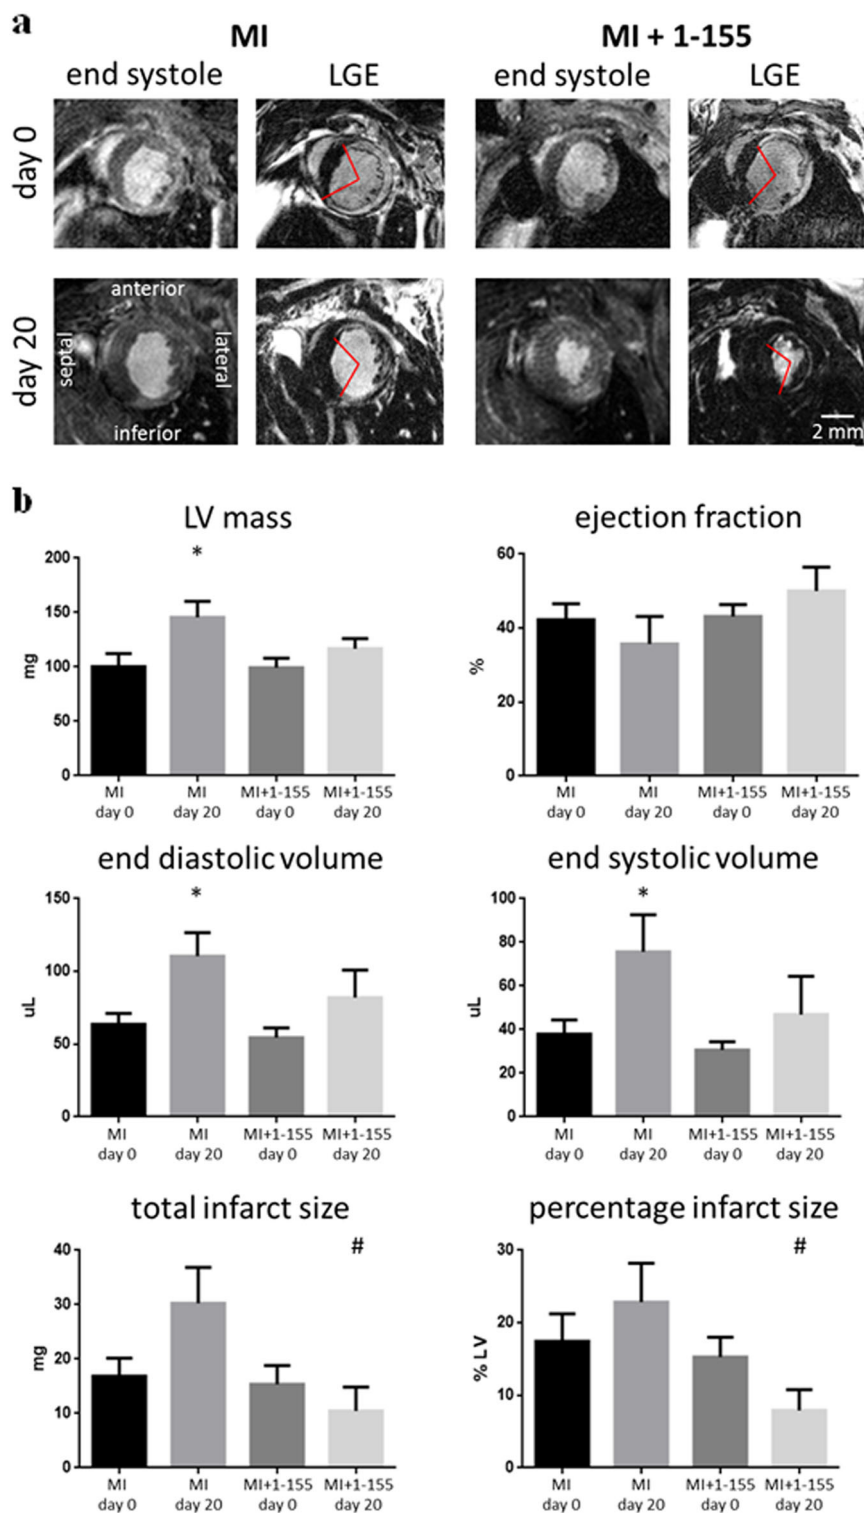 a
MI
MI + 1-155
end systole
LGE
end systole
LGE
day 0
day 20
anterior
septal
lateral
inferior
2 mm
b
LV mass
*
200
150
100
50
0
mg
MI
day 0
MI
day 20
MI+1-155
day 0
MI+1-155
day 20
ejection fraction
60
40
20
0
%
MI
day 0
MI
day 20
MI+1-155
day 0
MI+1-155
day 20
end diastolic volume
*
150
100
50
0
uL
MI
day 0
MI
day 20
MI+1-155
day 0
MI+1-155
day 20
end systolic volume
*
100
80
60
40
20
0
uL
MI
day 0
MI
day 20
MI+1-155
day 0
MI+1-155
day 20
total infarct size
#
40
30
20
10
0
mg
MI
day 0
MI
day 20
MI+1-155
day 0
MI+1-155
day 20
percentage infarct size
#
30
20
10
0
% LV
MI
day 0
MI
day 20
MI+1-155
day 0
MI+1-155
day 20